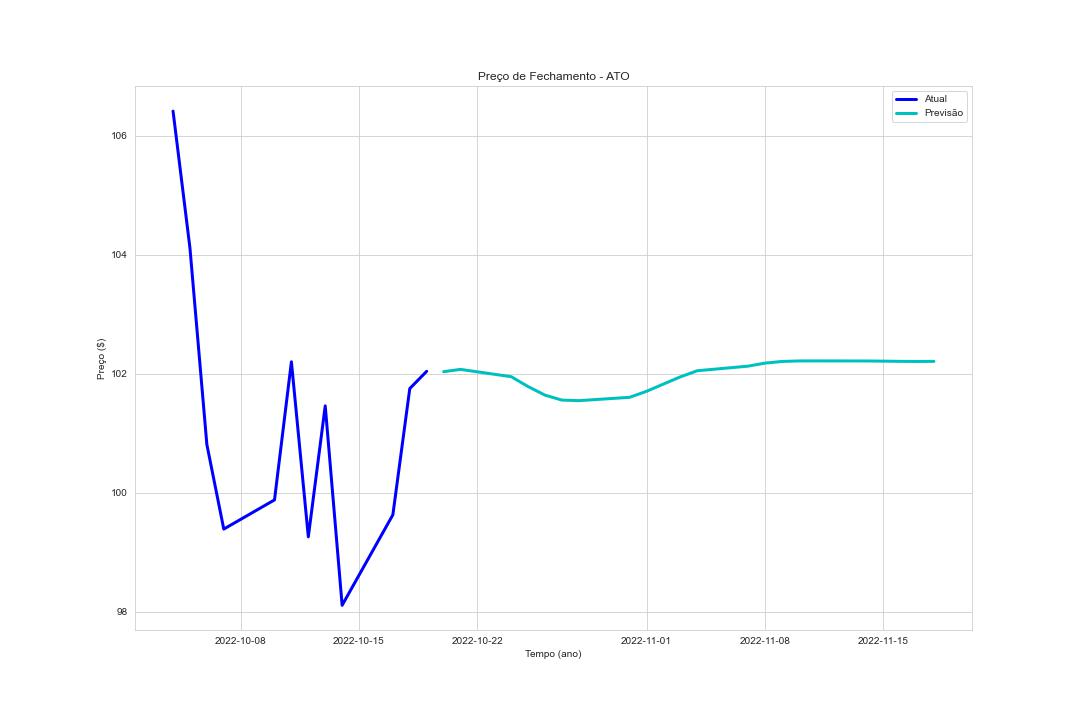 Preço de Fechamento - ATO
Atual
Previsão
Preço ($)
106
104
102
100
98
2022-10-08
2022-10-15
2022-10-22
2022-11-01
2022-11-08
2022-11-15
Tempo (ano)